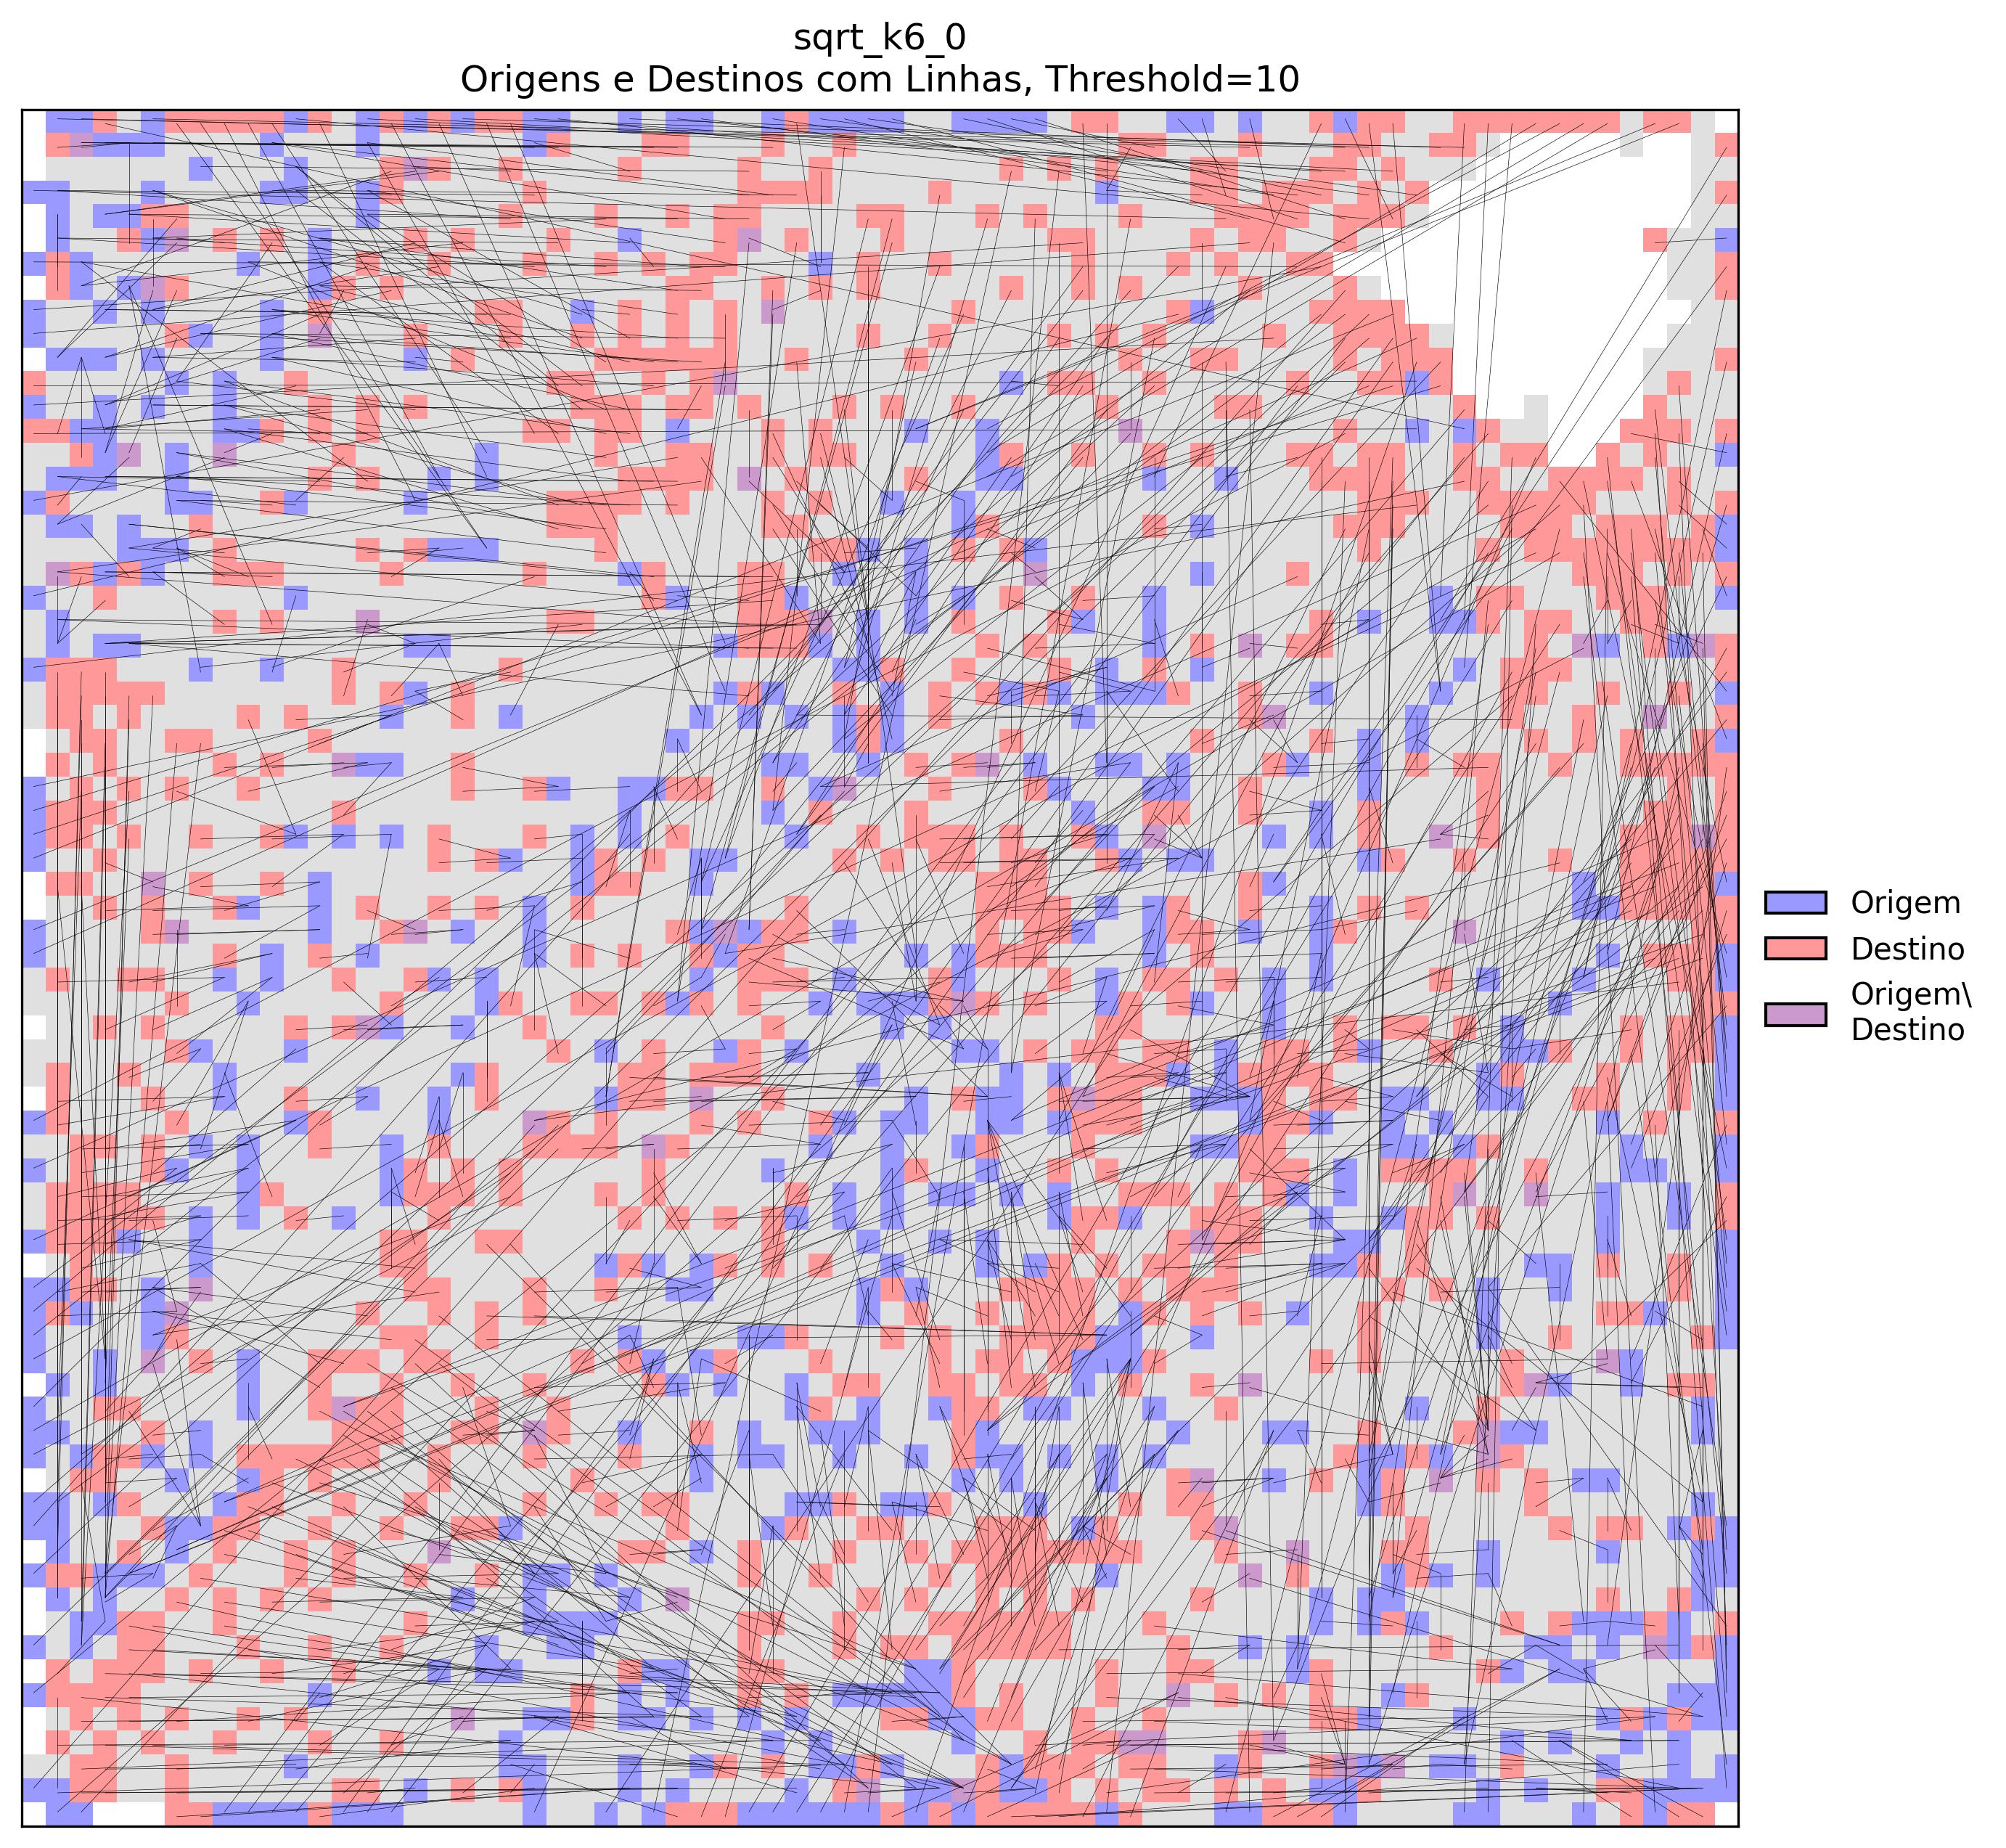 sqrt_k6_0
Origens e Destinos com Linhas, Threshold=10
Origem
Destino
Origem\
Destino